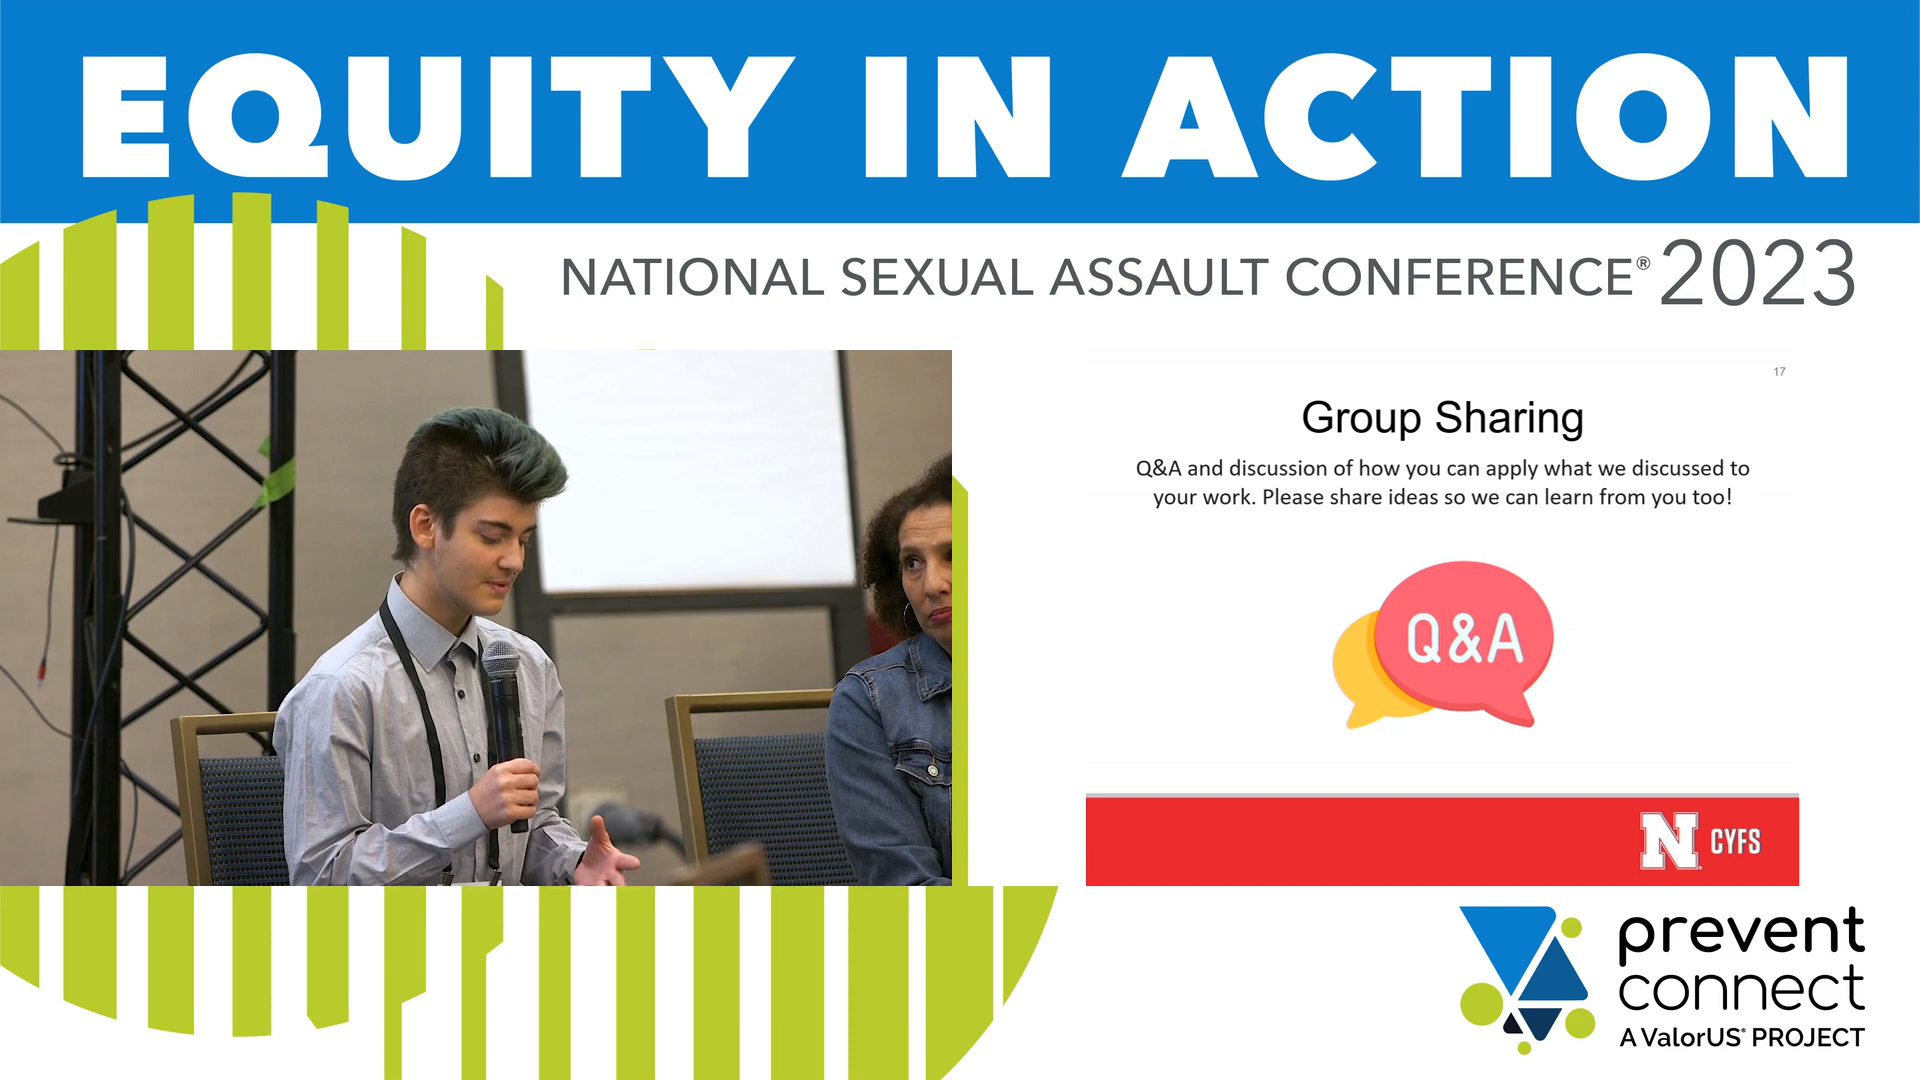 EQUITY IN ACTION
NATIONAL SEXUAL ASSAULT CONFERENCE® 2023
17
Group Sharing
Q&A and discussion of how you can apply what we discussed to
your work. Please share ideas so we can learn from you too!
Q&A
N CYFS
prevent
connect
A ValorUS® PROJECT